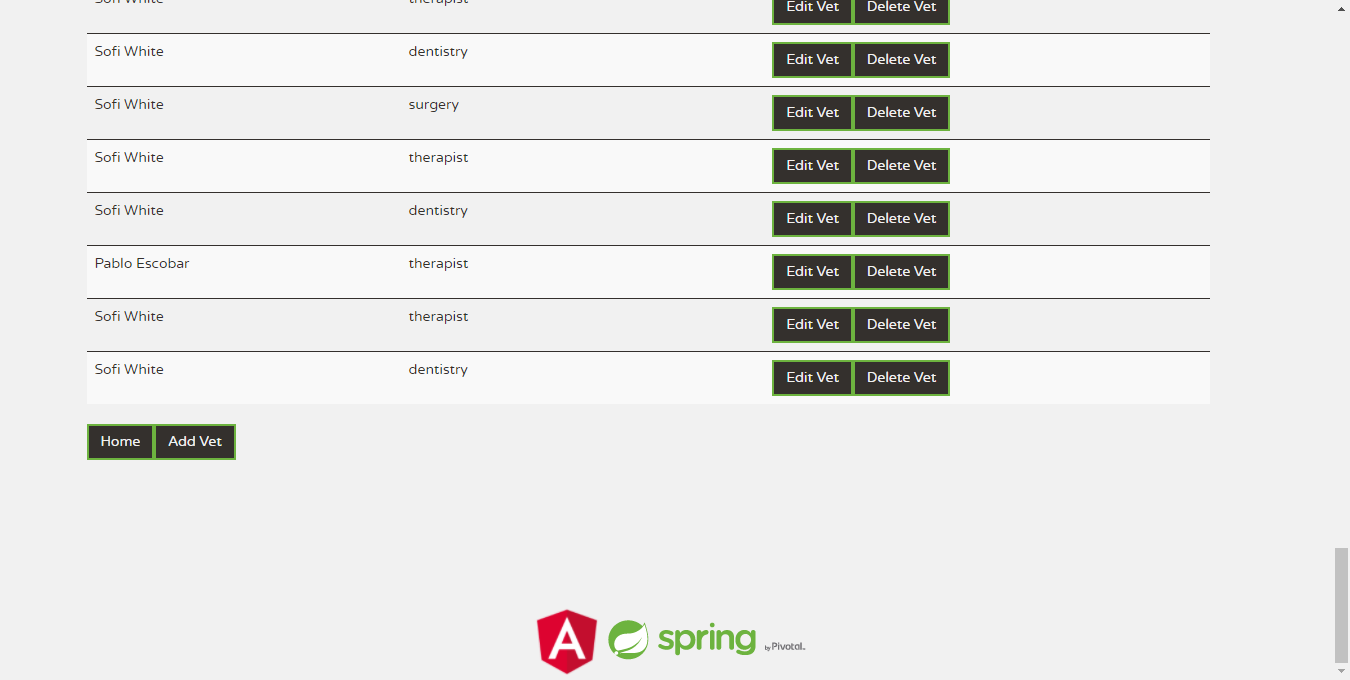 Sofi White therapist Edit Vet Delete Vet
Sofi White dentistry Edit Vet Delete Vet
Sofi White surgery Edit Vet Delete Vet
Sofi White therapist Edit Vet Delete Vet
Sofi White dentistry Edit Vet Delete Vet
Pablo Escobar therapist Edit Vet Delete Vet
Sofi White therapist Edit Vet Delete Vet
Sofi White dentistry Edit Vet Delete Vet
Home Add Vet
A spring by Pivotal.